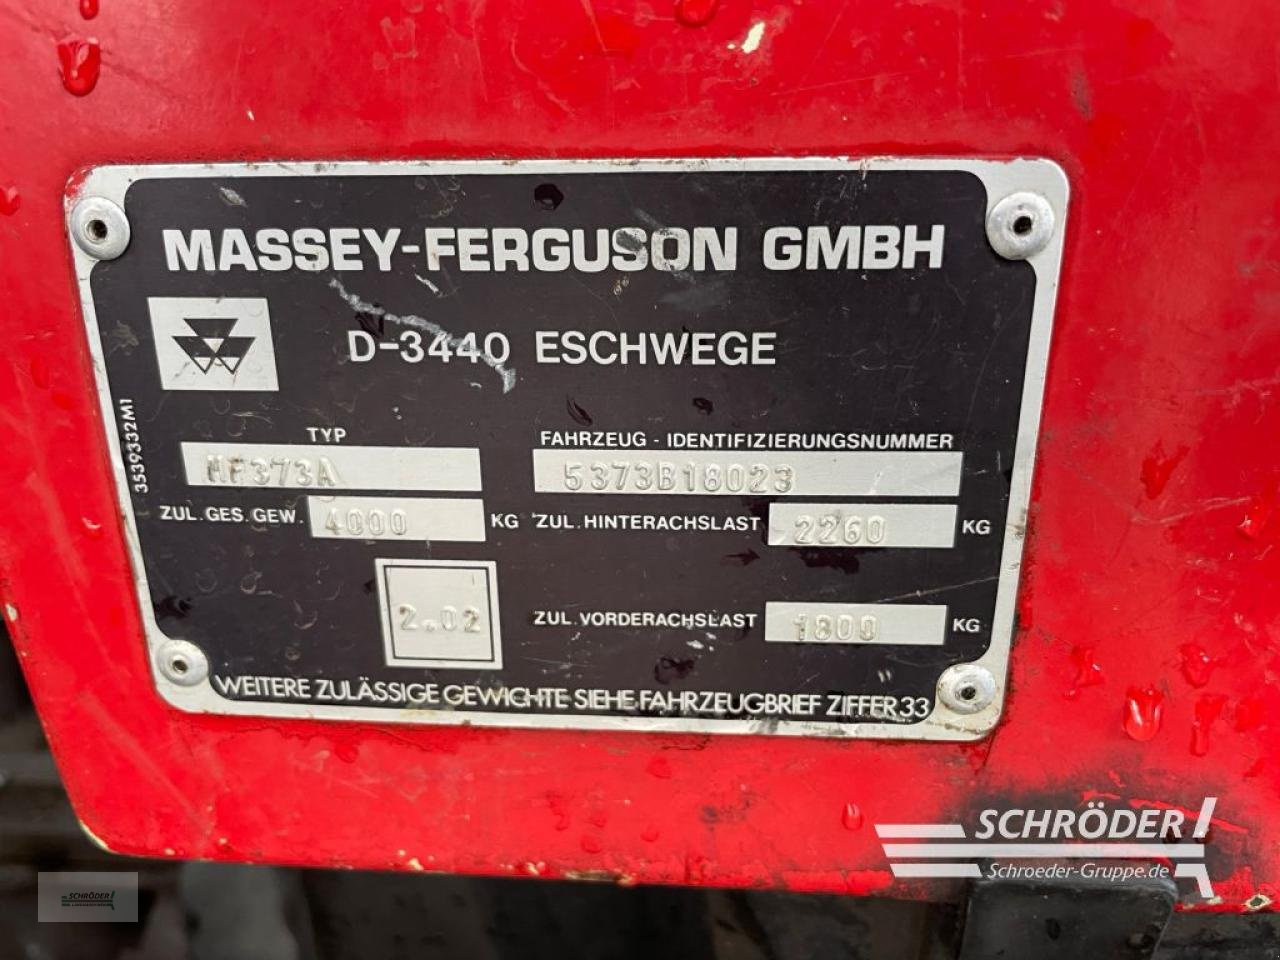 MASSEY-FERGUSON GMBH
D-3440 ESCHWEGE
3539332M1
TYP
MF373A
FAHRZEUG - IDENTIFIZIERUNGSNUMMER
5373B18023
ZUL. GES. GEW. 4000 KG
ZUL. HINTERACHSLAST 2260 KG
2.02
ZUL. VORDERACHSLAST 1800 KG
WEITERE ZULÄSSIGE GEWICHTE SIEHE FAHRZEUGBRIEF ZIFFER 33
SCHRÖDER
Schroeder-Gruppe.de
SCHRÖDER